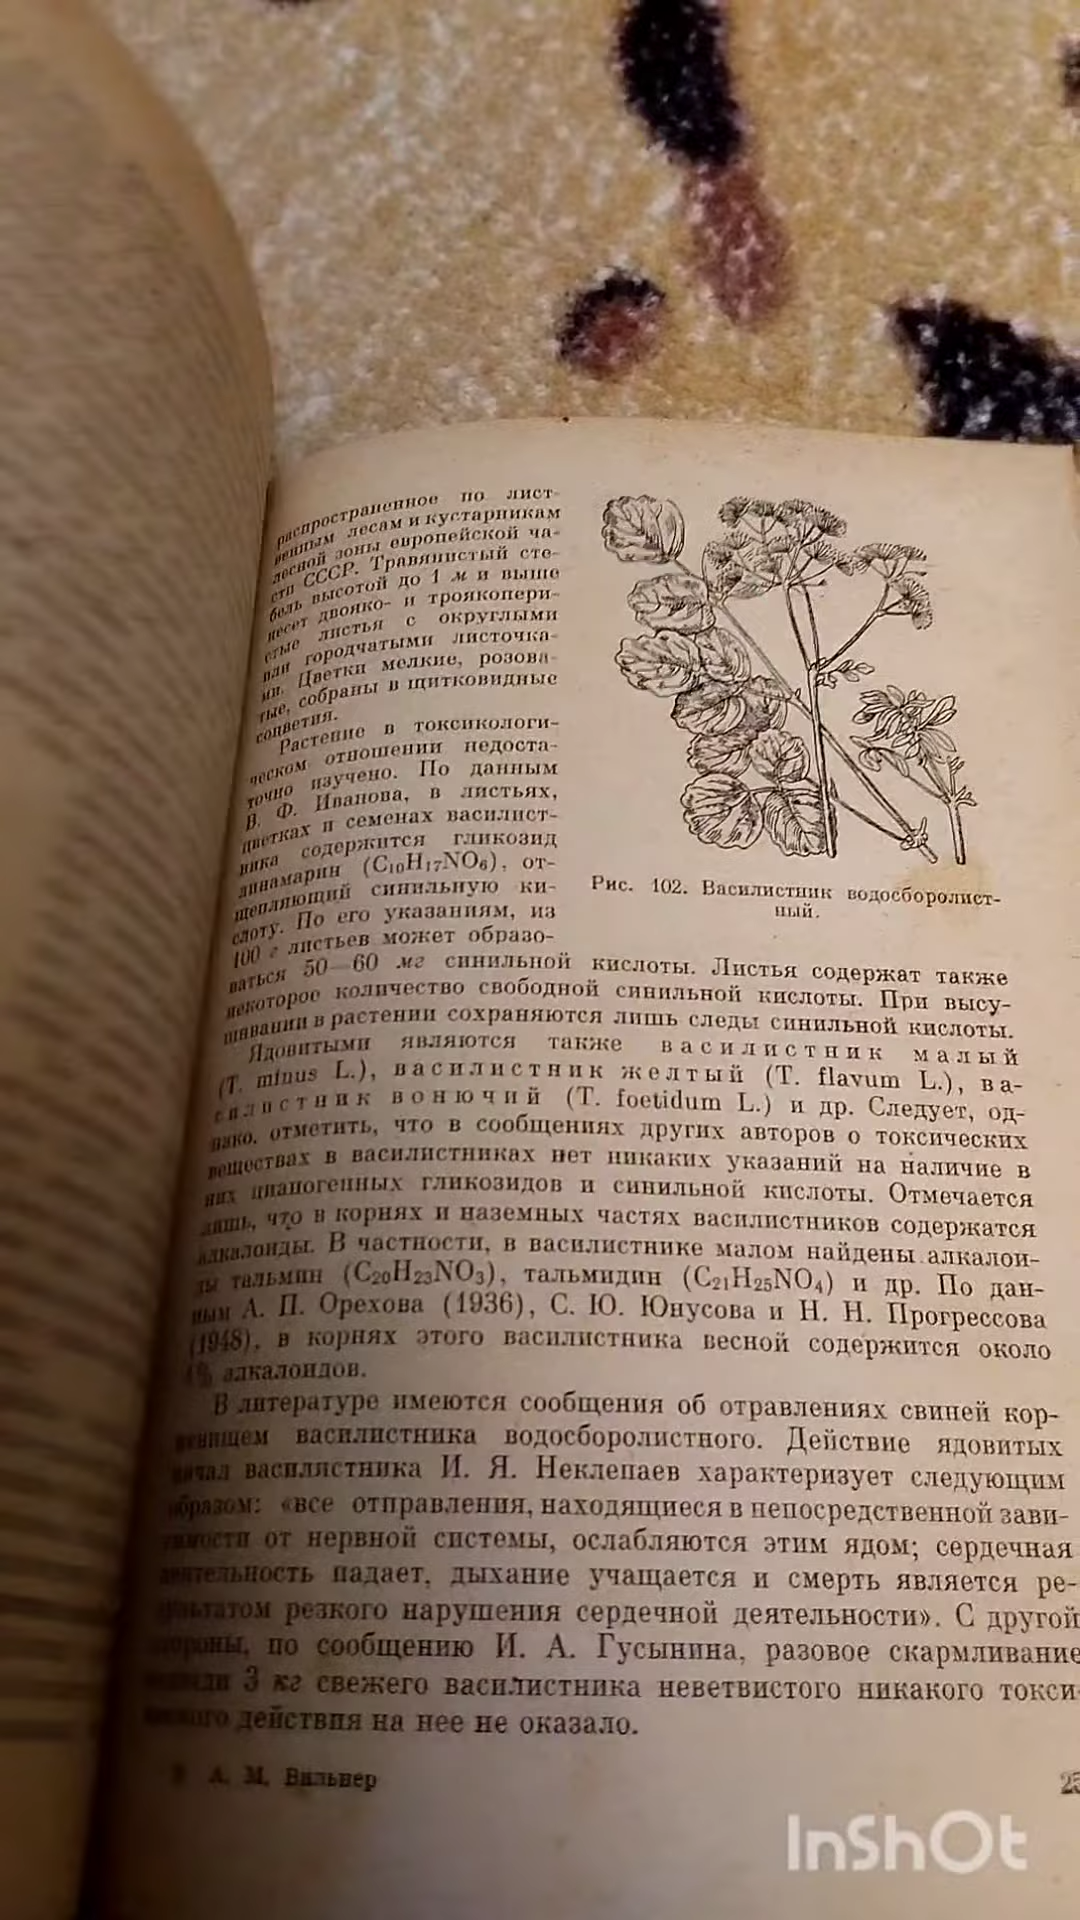 распространенное по лист-
венным лесам и кустарникам
лесной зоны европейской ча-
сти СССР. Травянистый сте-
бель высотой до 1 м и выше
несет двояко- и троякопери-
стые листья с округлыми
или городчатыми листочка-
ми. Цветки мелкие, розова-
тые, собраны в щитковидные
соцветия.
Растение в токсикологи-
ческом отношении недоста-
точно изучено. По данным
В. Ф. Иванова, в листьях,
цветках и семенах василист-
ника содержится гликозид
линамарин (C₁₀H₁₇NO₆), от-
щепляющий синильную ки-
слоту. По его указаниям, из
100 г листьев может образо-
Рис. 102. Василистник водосборолист-
ный.
ваться 50—60 мг синильной кислоты. Листья содержат также
некоторое количество свободной синильной кислоты. При высу-
шивании в растении сохраняются лишь следы синильной кислоты.
Ядовитыми являются также василистник малый
(T. minus L.), василистник желтый (T. flavum L.), ва-
силистник вонючий (T. foetidum L.) и др. Следует, од-
нако, отметить, что в сообщениях других авторов о токсических
веществах в василистниках нет никаких указаний на наличие в
них цианогенных гликозидов и синильной кислоты. Отмечается
лишь, что в корнях и наземных частях василистников содержатся
алкалоиды. В частности, в василистнике малом найдены алкалои-
ды тальмин (C₂₀H₂₃NO₃), тальмидин (C₂₁H₂₅NO₄) и др. По дан-
ным А. П. Орехова (1936), С. Ю. Юнусова и Н. Н. Прогрессова
(1948), в корнях этого василистника весной содержится около
1% алкалоидов.
В литературе имеются сообщения об отравлениях свиней кор-
невищем василистника водосборолистного. Действие ядовитых
начал василистника И. Я. Неклепаев характеризует следующим
образом: «все отправления, находящиеся в непосредственной зави-
симости от нервной системы, ослабляются этим ядом; сердечная
деятельность падает, дыхание учащается и смерть является ре-
зультатом резкого нарушения сердечной деятельности». С другой
стороны, по сообщению И. А. Гусынина, разовое скармливание
лошади 3 кг свежего василистника неветвистого никакого токси-
действия на нее не оказало.
А. М. Вильнер
InShOt